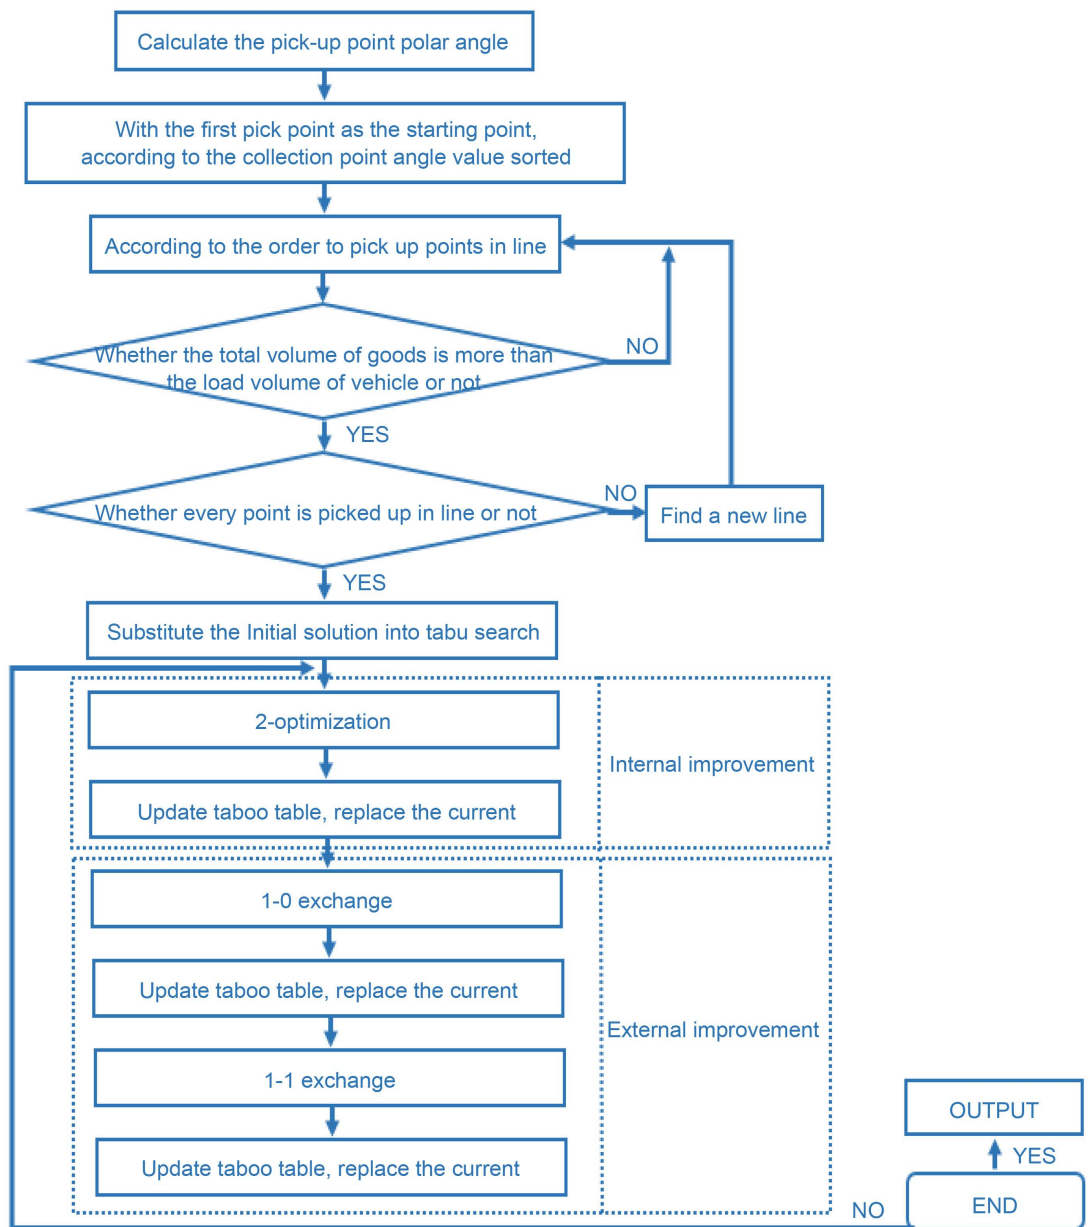 Calculate the pick-up point polar angle
With the first pick point as the starting point,
according to the collection point angle value sorted
According to the order to pick up points in line
Whether the total volume of goods is more than
the load volume of vehicle or not
NO
YES
Whether every point is picked up in line or not
NO
Find a new line
YES
Substitute the Initial solution into tabu search
2-optimization
Internal improvement
Update taboo table, replace the current
1-0 exchange
Update taboo table, replace the current
External improvement
1-1 exchange
Update taboo table, replace the current
OUTPUT
YES
END
NO